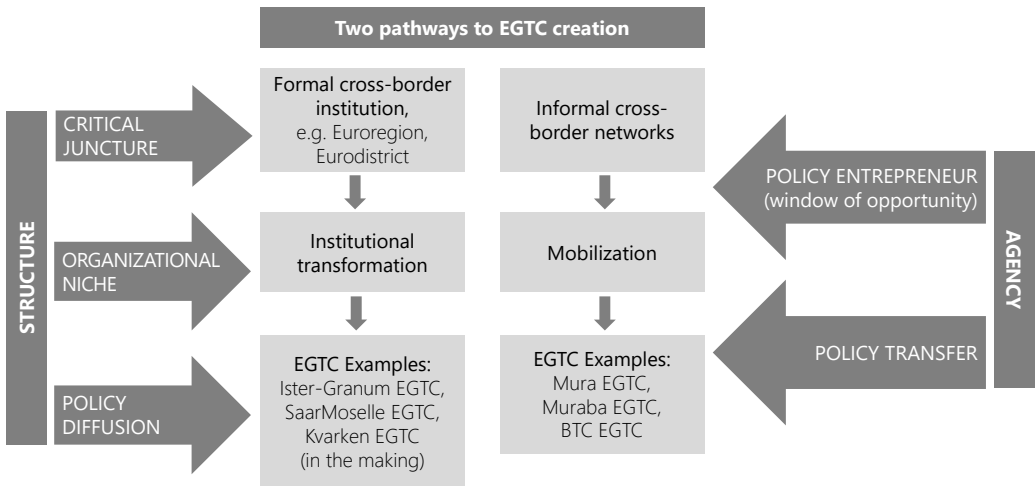 Two pathways to EGTC creation
STRUCTURE
CRITICAL
JUNCTURE
ORGANIZATIONAL
NICHE
POLICY
DIFFUSION
Formal cross-border
institution,
e.g. Euroregion,
Eurodistrict
Institutional
transformation
EGTC Examples:
Ister-Granum EGTC,
SaarMoselle EGTC,
Kvarken EGTC
(in the making)
Informal cross-
border networks
Mobilization
EGTC Examples:
Mura EGTC,
Muraba EGTC,
BTC EGTC
POLICY ENTREPRENEUR
(window of opportunity)
POLICY TRANSFER
AGENCY